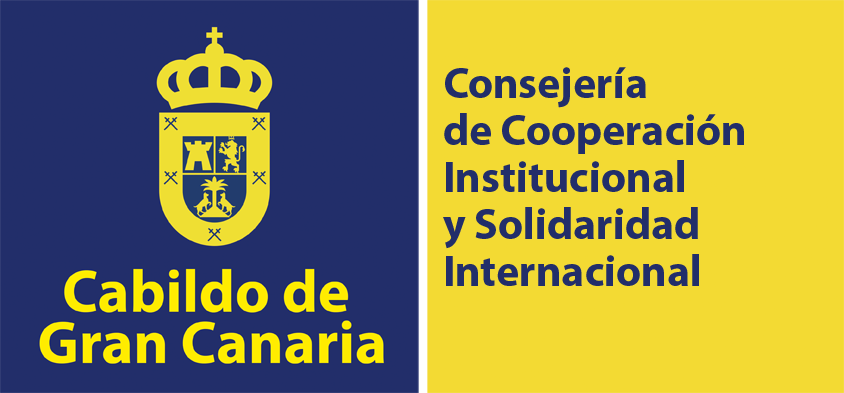 Cabildo de
Gran Canaria
Consejería
de Cooperación
Institucional
y Solidaridad
Internacional